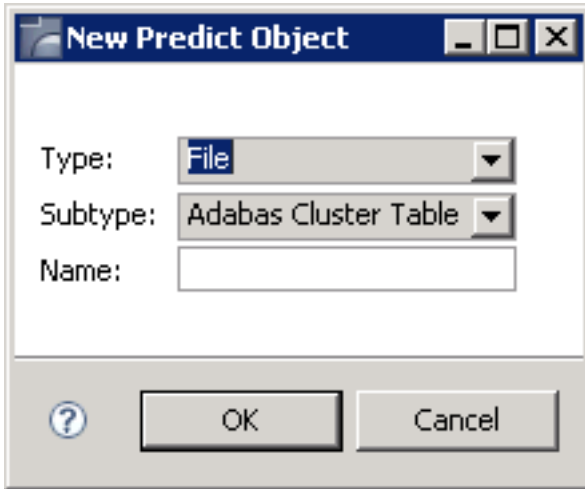 New Predict Object
Type: File
Subtype: Adabas Cluster Table
Name:
? OK Cancel